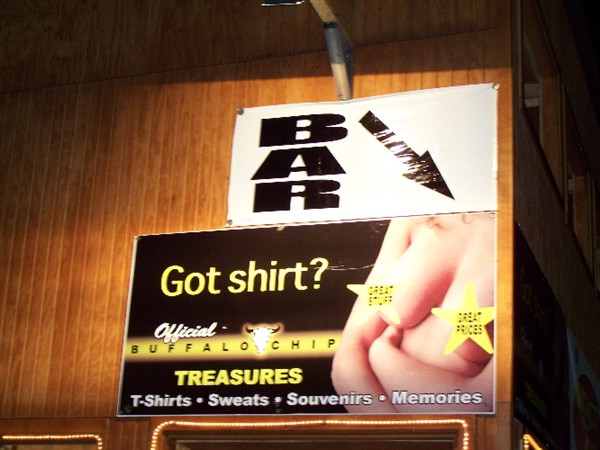 BAR
Got shirt?
GREAT
STUFF
GREAT
PRICES
Official
BUFFALO CHIP
TREASURES
T-Shirts • Sweats • Souvenirs • Memories